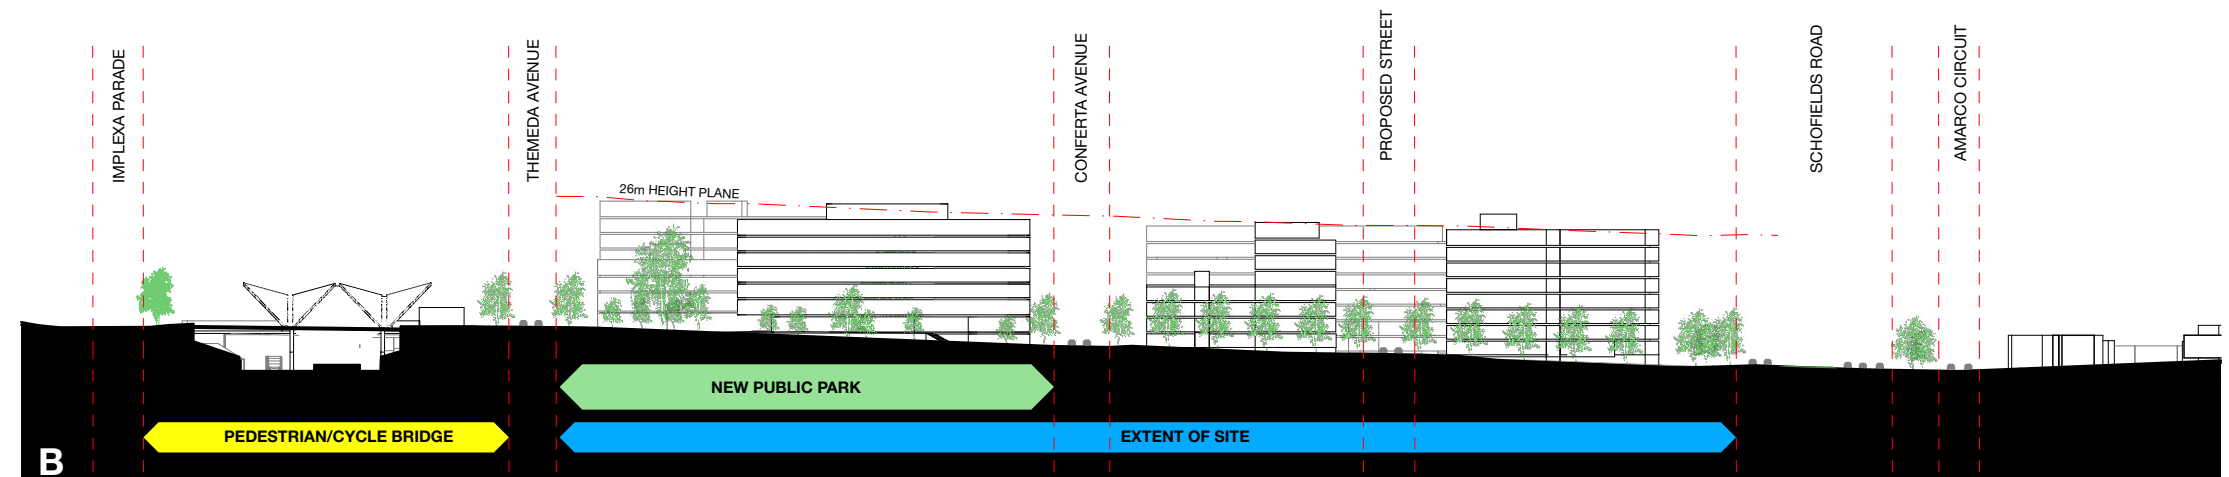 IMPLEXA PARADE
THEMEDA AVENUE
CONFERTA AVENUE
PROPOSED STREET
SCHOFIELDS ROAD
AMARCO CIRCUIT
26m HEIGHT PLANE
NEW PUBLIC PARK
PEDESTRIAN/CYCLE BRIDGE
EXTENT OF SITE
B